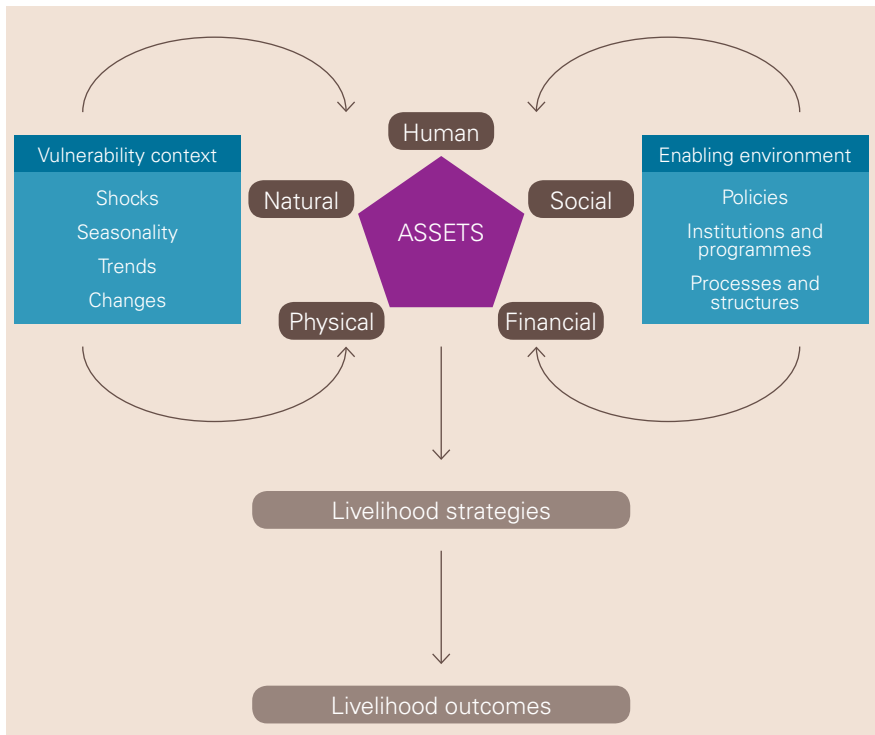 Human
Vulnerability context
Shocks
Seasonality
Trends
Changes
Natural
ASSETS
Social
Physical
Financial
Enabling environment
Policies
Institutions and
programmes
Processes and
structures
Livelihood strategies
Livelihood outcomes